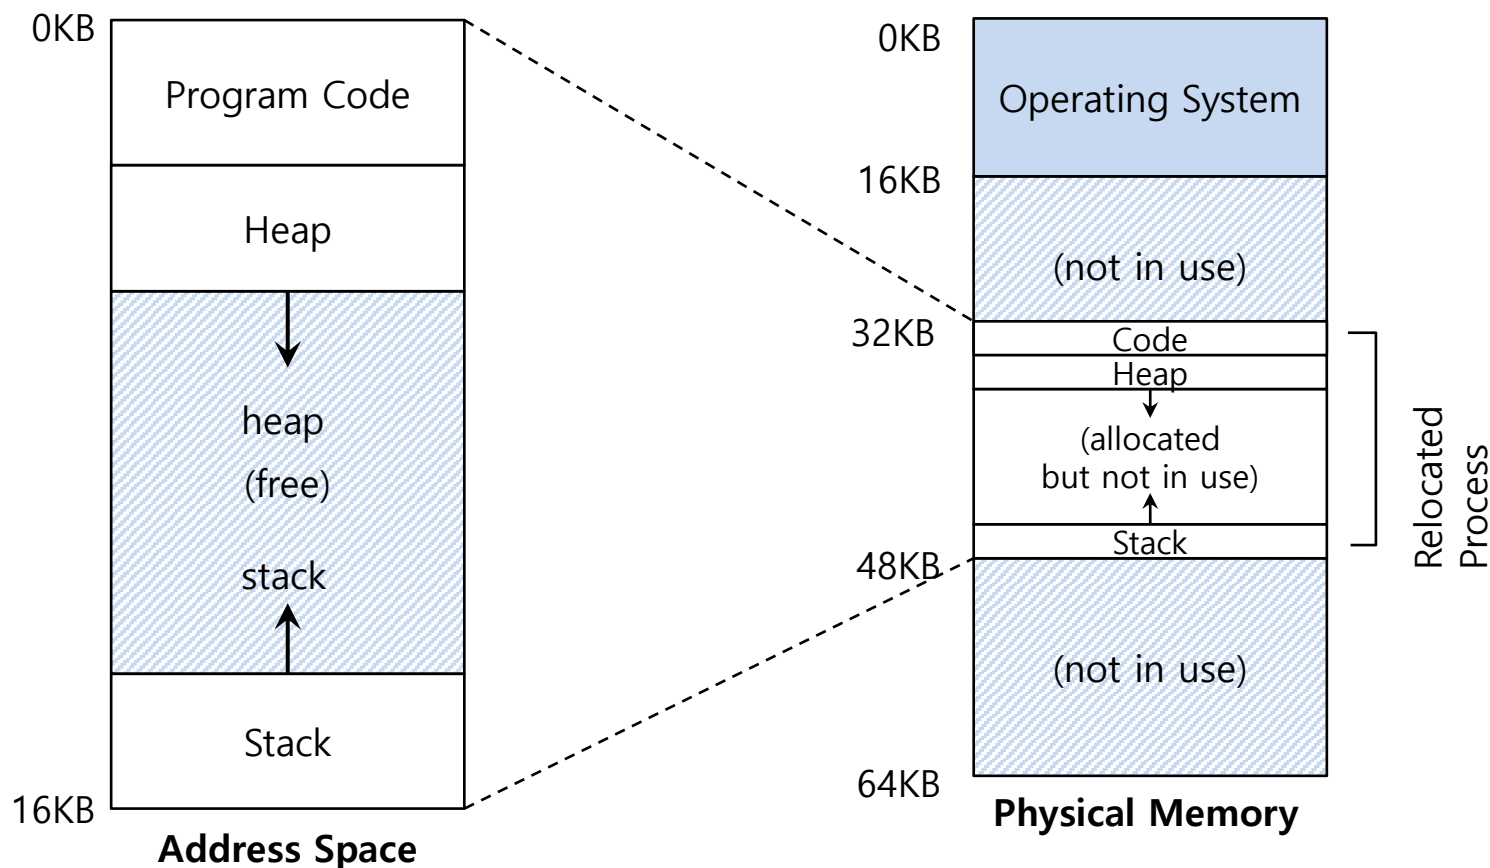 0KB
Program Code
Heap
heap
(free)
stack
Stack
16KB
Address Space
0KB
Operating System
16KB
(not in use)
32KB
Code
Heap
(allocated
but not in use)
Stack
48KB
(not in use)
64KB
Physical Memory
Relocated
Process